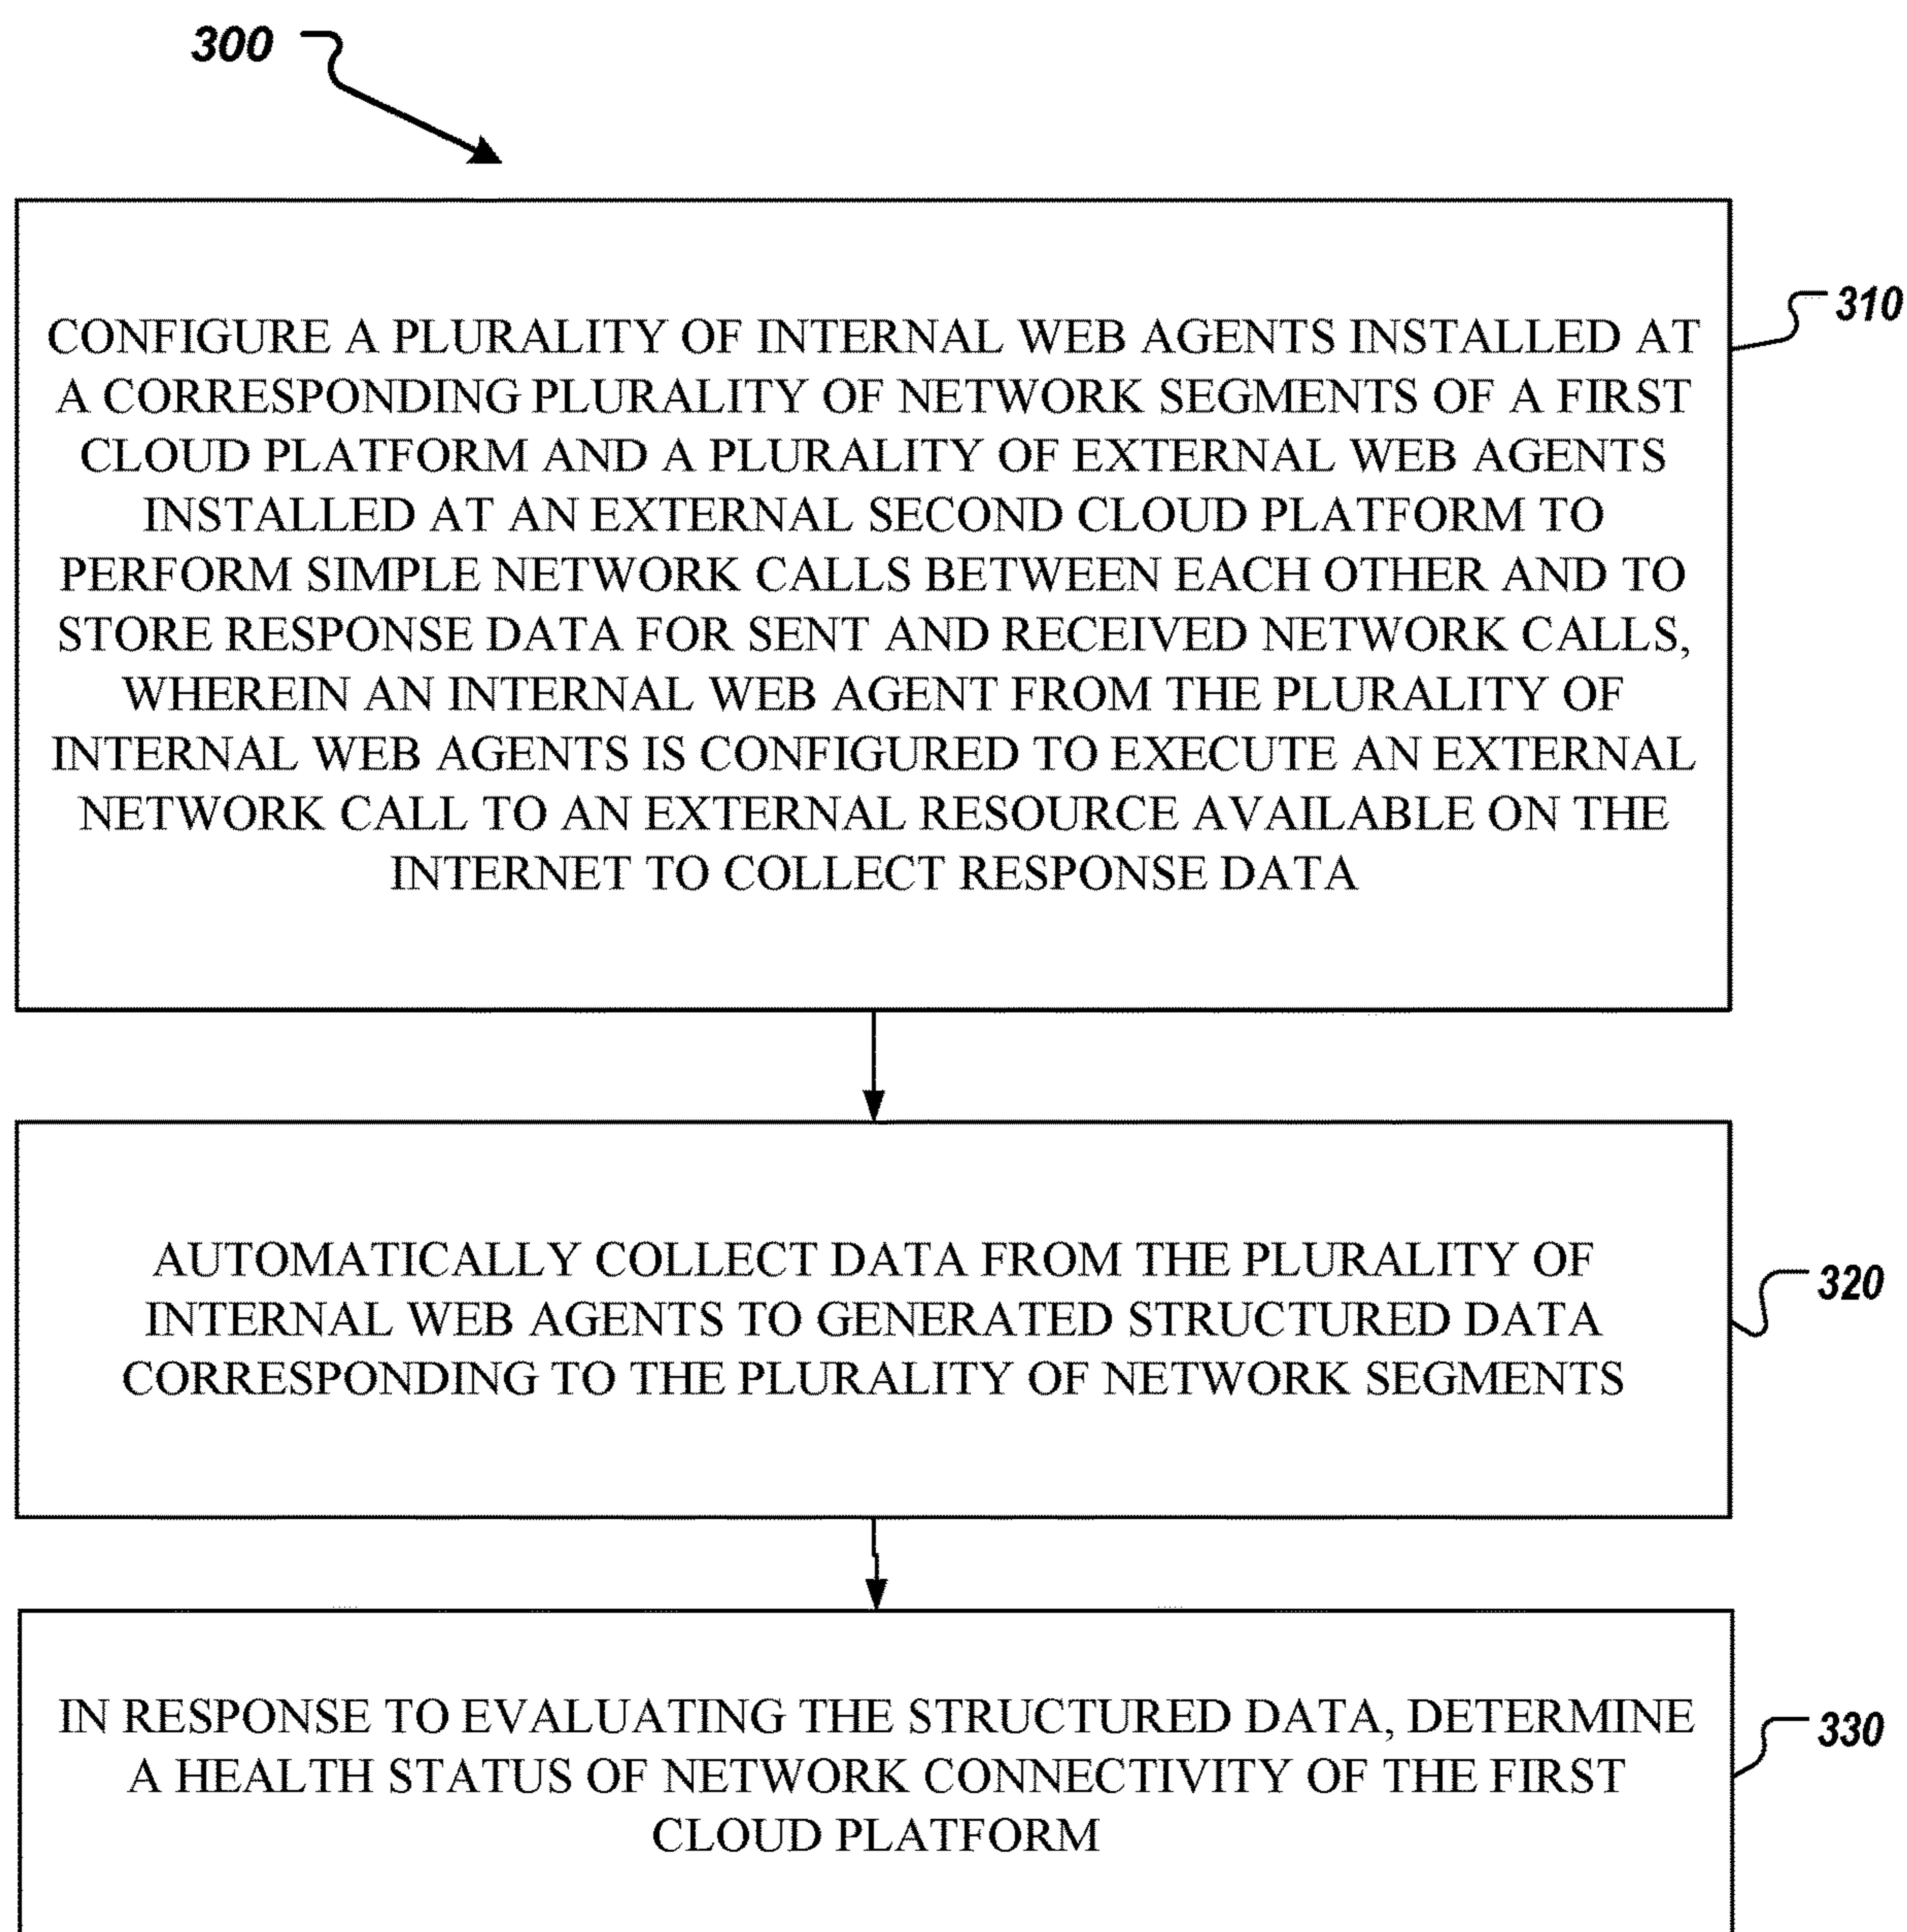 300
310
CONFIGURE A PLURALITY OF INTERNAL WEB AGENTS INSTALLED AT
A CORRESPONDING PLURALITY OF NETWORK SEGMENTS OF A FIRST
CLOUD PLATFORM AND A PLURALITY OF EXTERNAL WEB AGENTS
INSTALLED AT AN EXTERNAL SECOND CLOUD PLATFORM TO
PERFORM SIMPLE NETWORK CALLS BETWEEN EACH OTHER AND TO
STORE RESPONSE DATA FOR SENT AND RECEIVED NETWORK CALLS,
WHEREIN AN INTERNAL WEB AGENT FROM THE PLURALITY OF
INTERNAL WEB AGENTS IS CONFIGURED TO EXECUTE AN EXTERNAL
NETWORK CALL TO AN EXTERNAL RESOURCE AVAILABLE ON THE
INTERNET TO COLLECT RESPONSE DATA
320
AUTOMATICALLY COLLECT DATA FROM THE PLURALITY OF
INTERNAL WEB AGENTS TO GENERATED STRUCTURED DATA
CORRESPONDING TO THE PLURALITY OF NETWORK SEGMENTS
330
IN RESPONSE TO EVALUATING THE STRUCTURED DATA, DETERMINE
A HEALTH STATUS OF NETWORK CONNECTIVITY OF THE FIRST
CLOUD PLATFORM